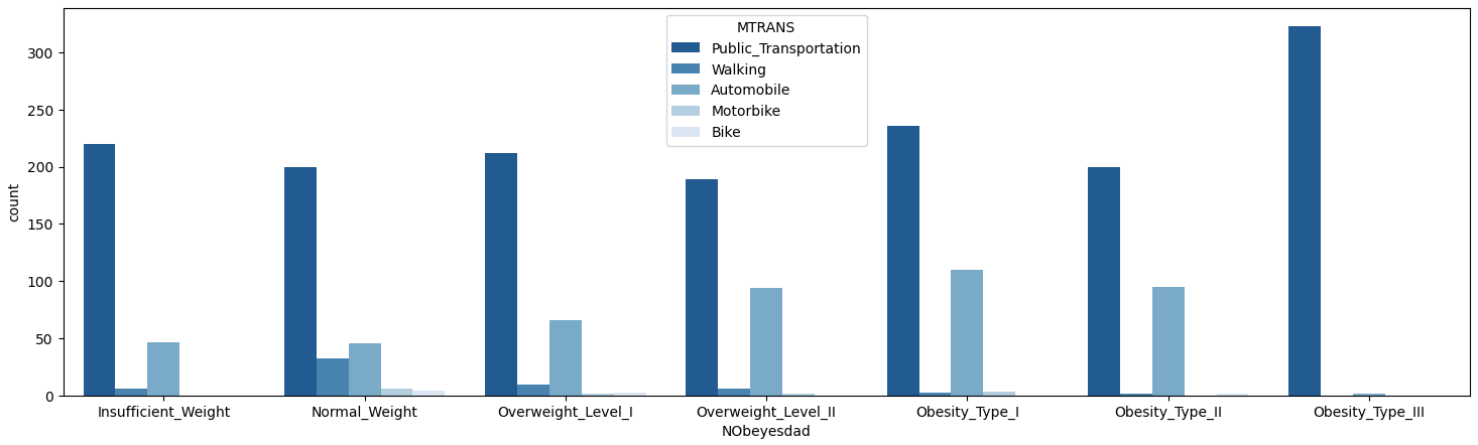 MTRANS
Public_Transportation
Walking
Automobile
Motorbike
Bike
300
250
200
150
100
50
0
count
Insufficient_Weight Normal_Weight Overweight_Level_I Overweight_Level_II Obesity_Type_I Obesity_Type_II Obesity_Type_III
NObeyesdad